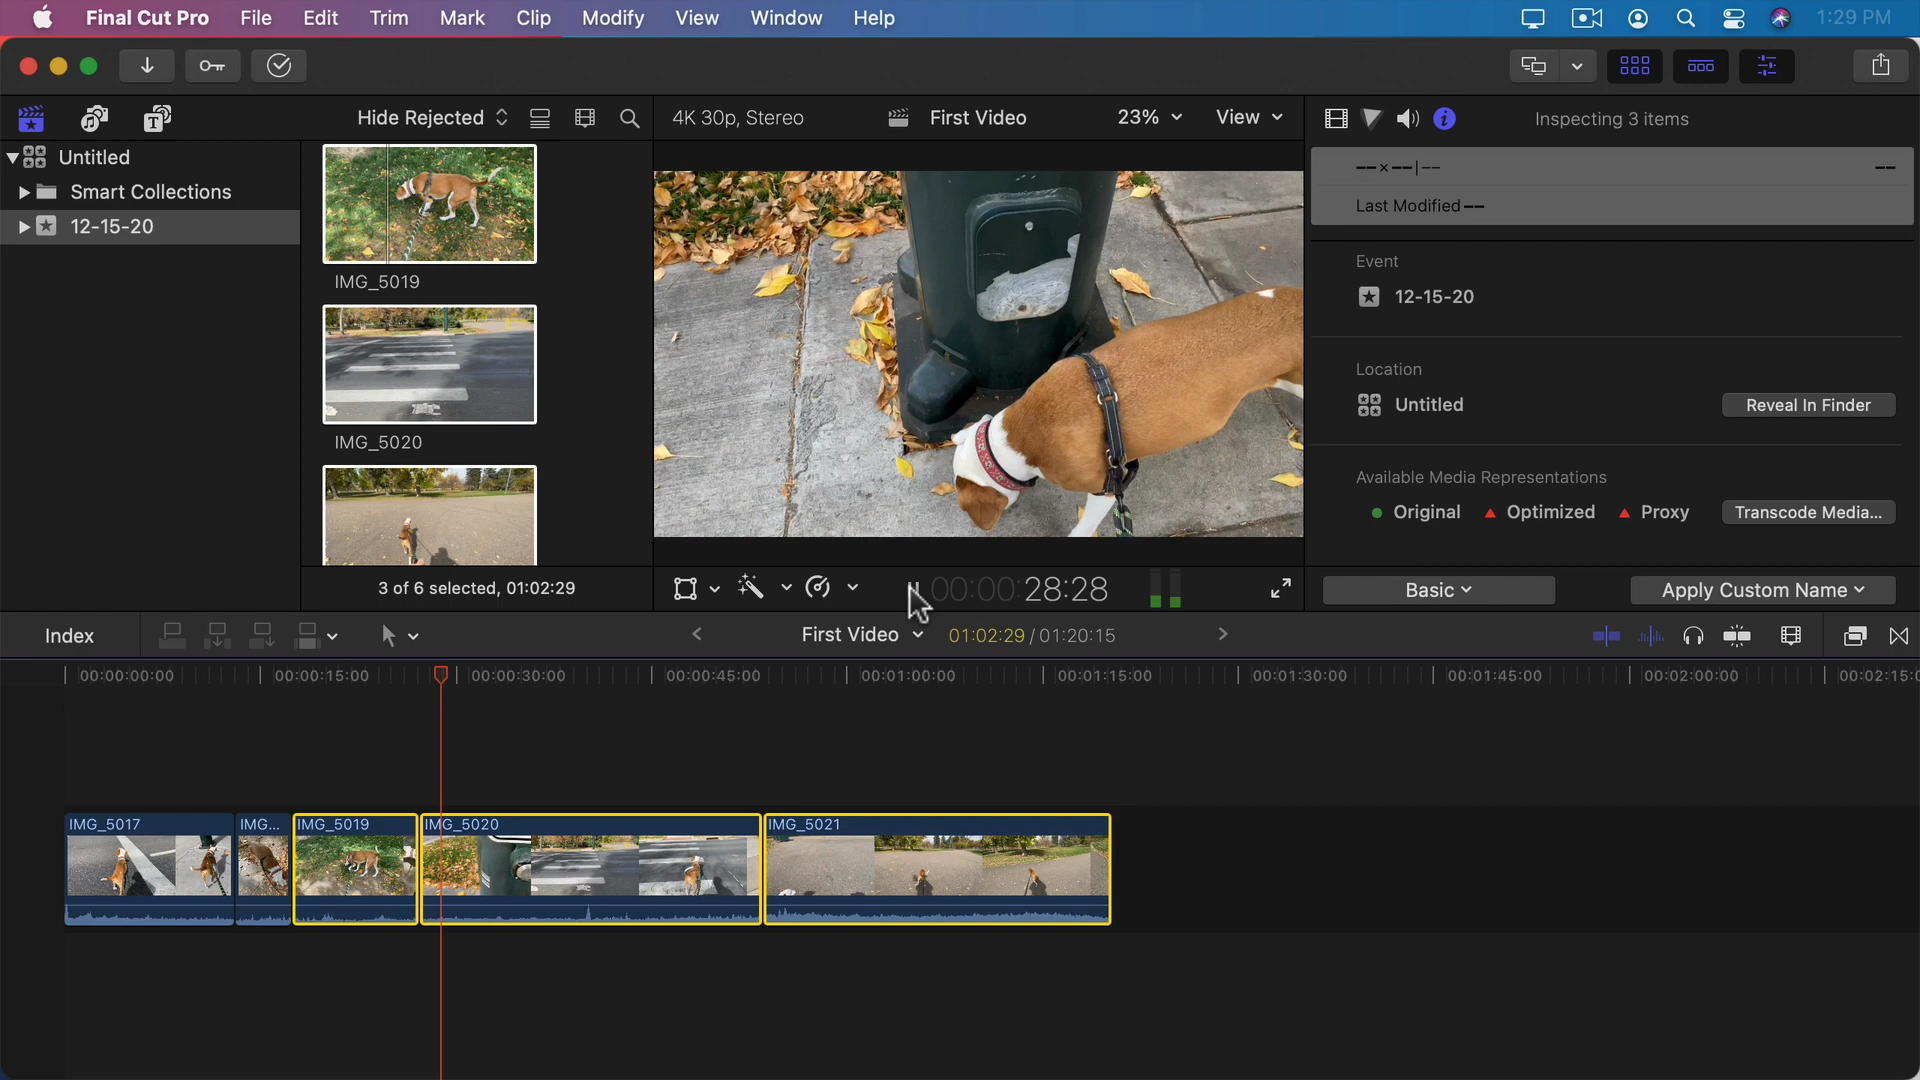 Final Cut Pro File Edit Trim Mark Clip Modify View Window Help 1:29 PM
Hide Rejected 4K 30p, Stereo First Video 23% View Inspecting 3 items
Untitled
Smart Collections
12-15-20
IMG_5019
IMG_5020
3 of 6 selected, 01:02:29
––×––|––
––
Last Modified ––
Event
12-15-20
Location
Untitled Reveal In Finder
Available Media Representations
Original Optimized Proxy Transcode Media...
00:00:28:28
Basic Apply Custom Name
Index First Video 01:02:29 / 01:20:15
00:00:00:00 00:00:15:00 00:00:30:00 00:00:45:00 00:01:00:00 00:01:15:00 00:01:30:00 00:01:45:00 00:02:00:00 00:02:15:0
IMG_5017 IMG... IMG_5019 IMG_5020 IMG_5021